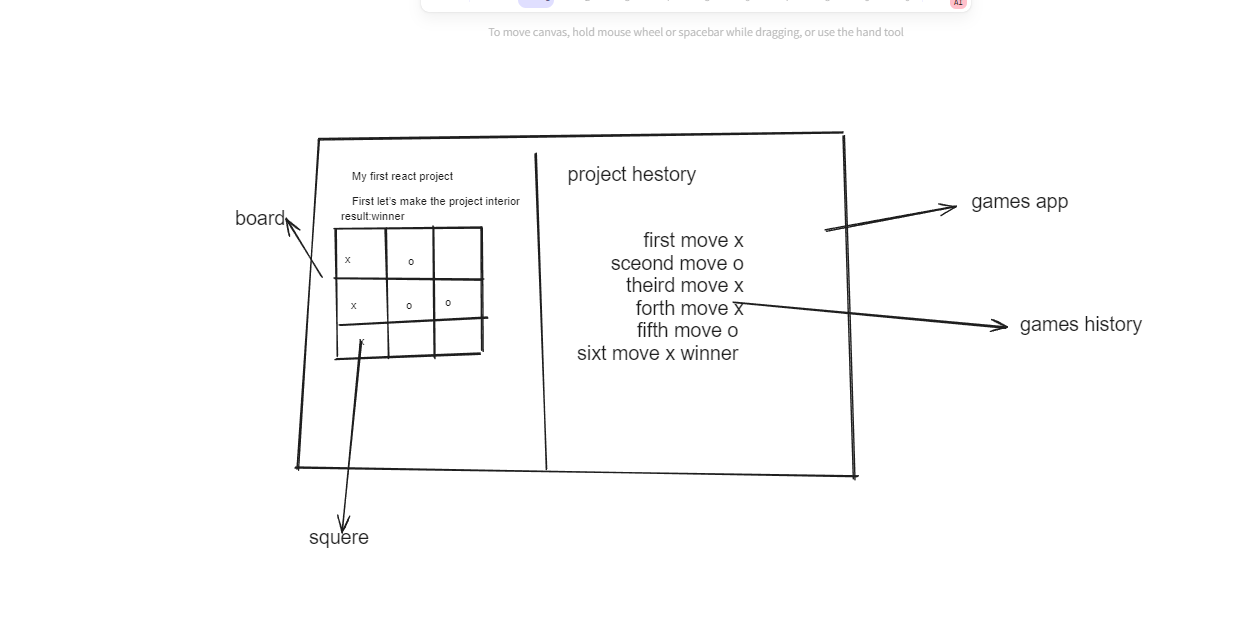 AI
To move canvas, hold mouse wheel or spacebar while dragging, or use the hand tool
My first react project
First let's make the project interior
result:winner
x o
x o o
x
project hestory
first move x
sceond move o
theird move x
forth move x
fifth move o
sixt move x winner
board
games app
games history
squere